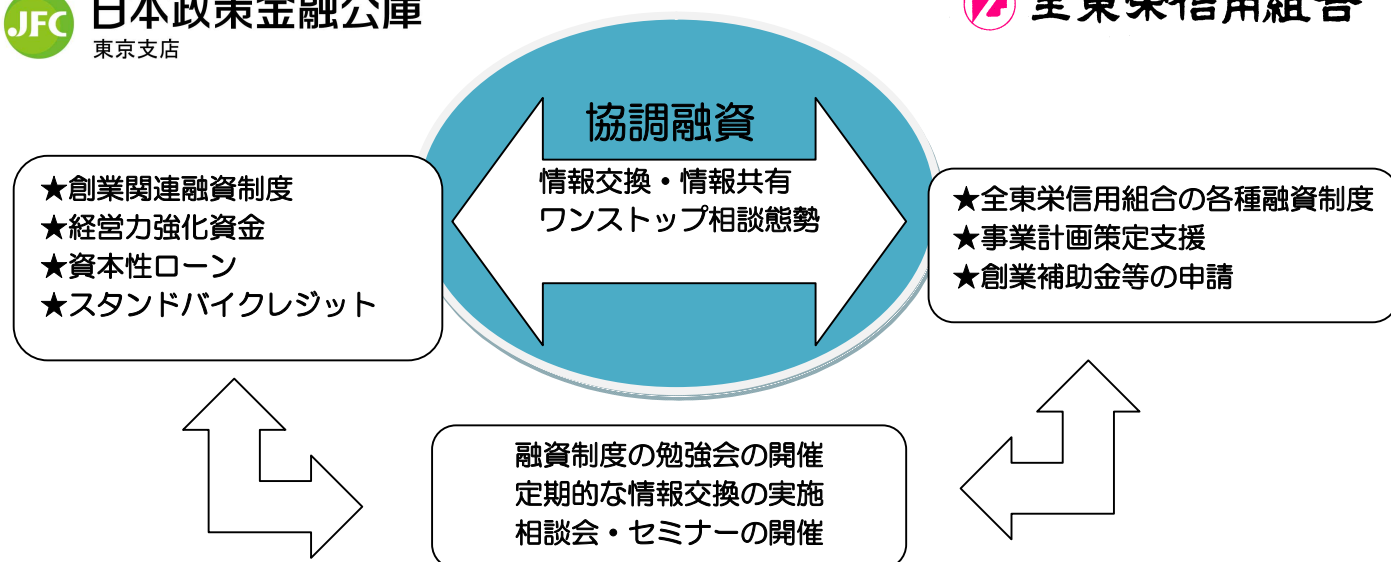 JFC
日本政策金融公庫
東京支店
全東栄信用組合
協調融資
情報交換・情報共有
ワンストップ相談態勢
★創業関連融資制度
★経営力強化資金
★資本性ローン
★スタンドバイクレジット
★全東栄信用組合の各種融資制度
★事業計画策定支援
★創業補助金等の申請
融資制度の勉強会の開催
定期的な情報交換の実施
相談会・セミナーの開催